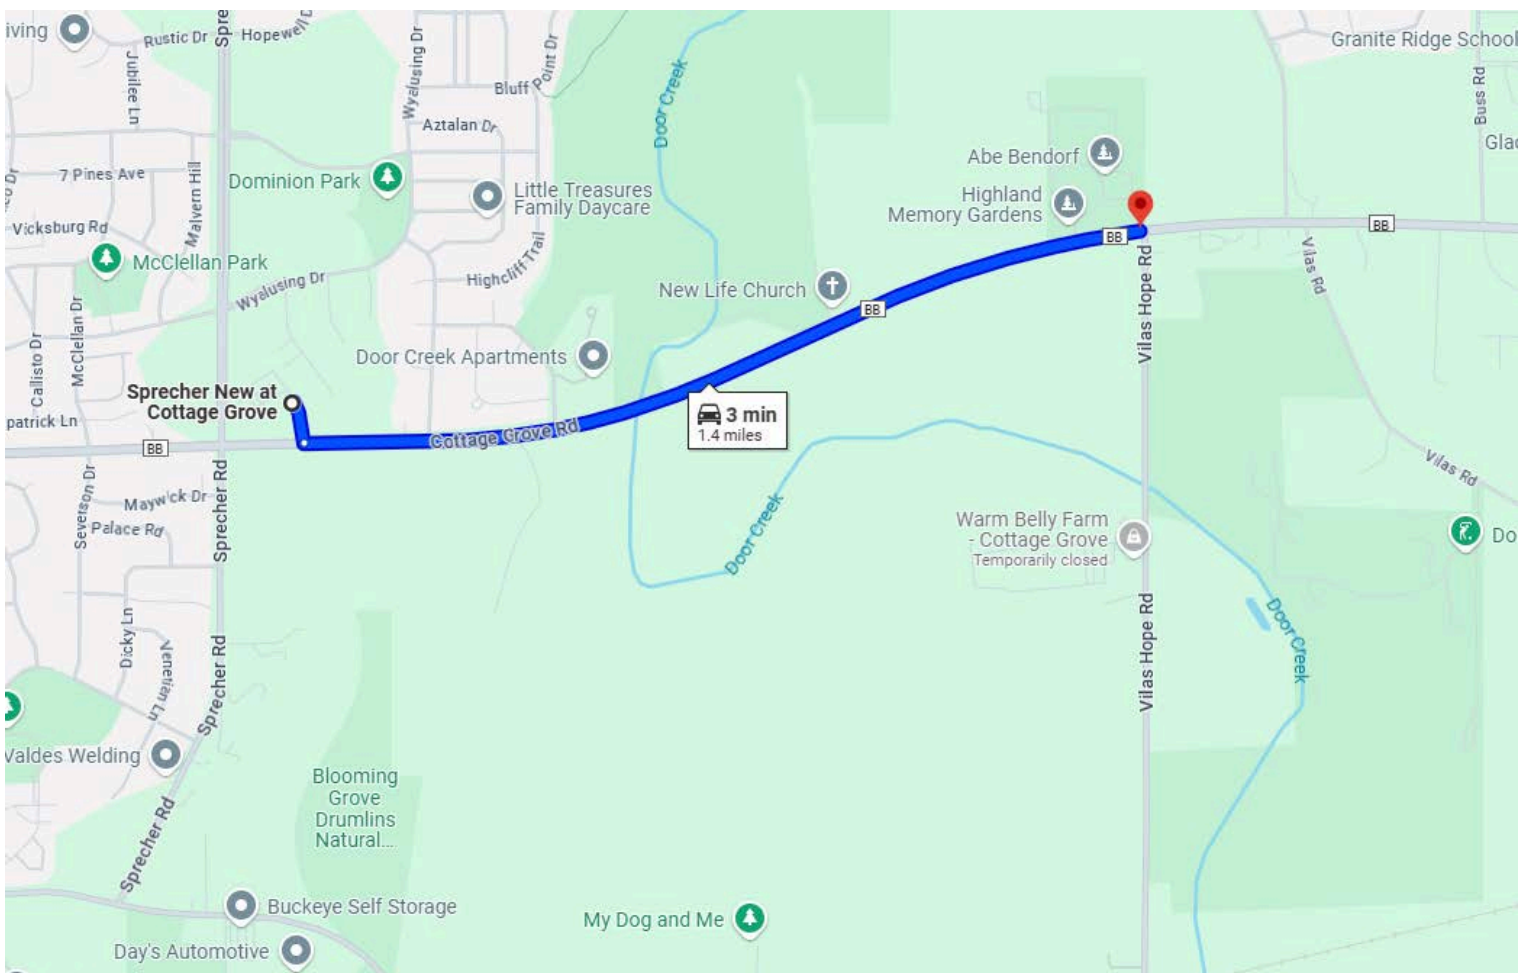 iving
Rustic Dr
Spre
Hopewell D
Jubilee Ln
Wyalusing Dr
Bluff Point Dr
Door Creek
Granite Ridge School
Buss Rd
Aztalan Dr
Glad
Abe Bendorf
7 Pines Ave
Dominion Park
Malvern Hill
Little Treasures
Family Daycare
Highland
Memory Gardens
Vicksburg Rd
BB
BB
Vilas Rd
McClellan Park
Highcliff Trail
Wyalusing Dr
New Life Church
Vilas Hope Rd
BB
McClellan Dr
Callisto Dr
Door Creek Apartments
Sprecher New at
Cottage Grove
patrick Ln
3 min
1.4 miles
Cottage Grove Rd
BB
Vilas Rd
Severson Dr
Sprecher Rd
Maywick Dr
Palace Rd
Door Creek
Warm Belly Farm
- Cottage Grove
Temporarily closed
Do
Dicky Ln
Venetian Ln
Sprecher Rd
Vilas Hope Rd
Door Creek
Valdes Welding
Blooming
Grove
Drumlins
Natural...
Sprecher Rd
Buckeye Self Storage
My Dog and Me
Day's Automotive